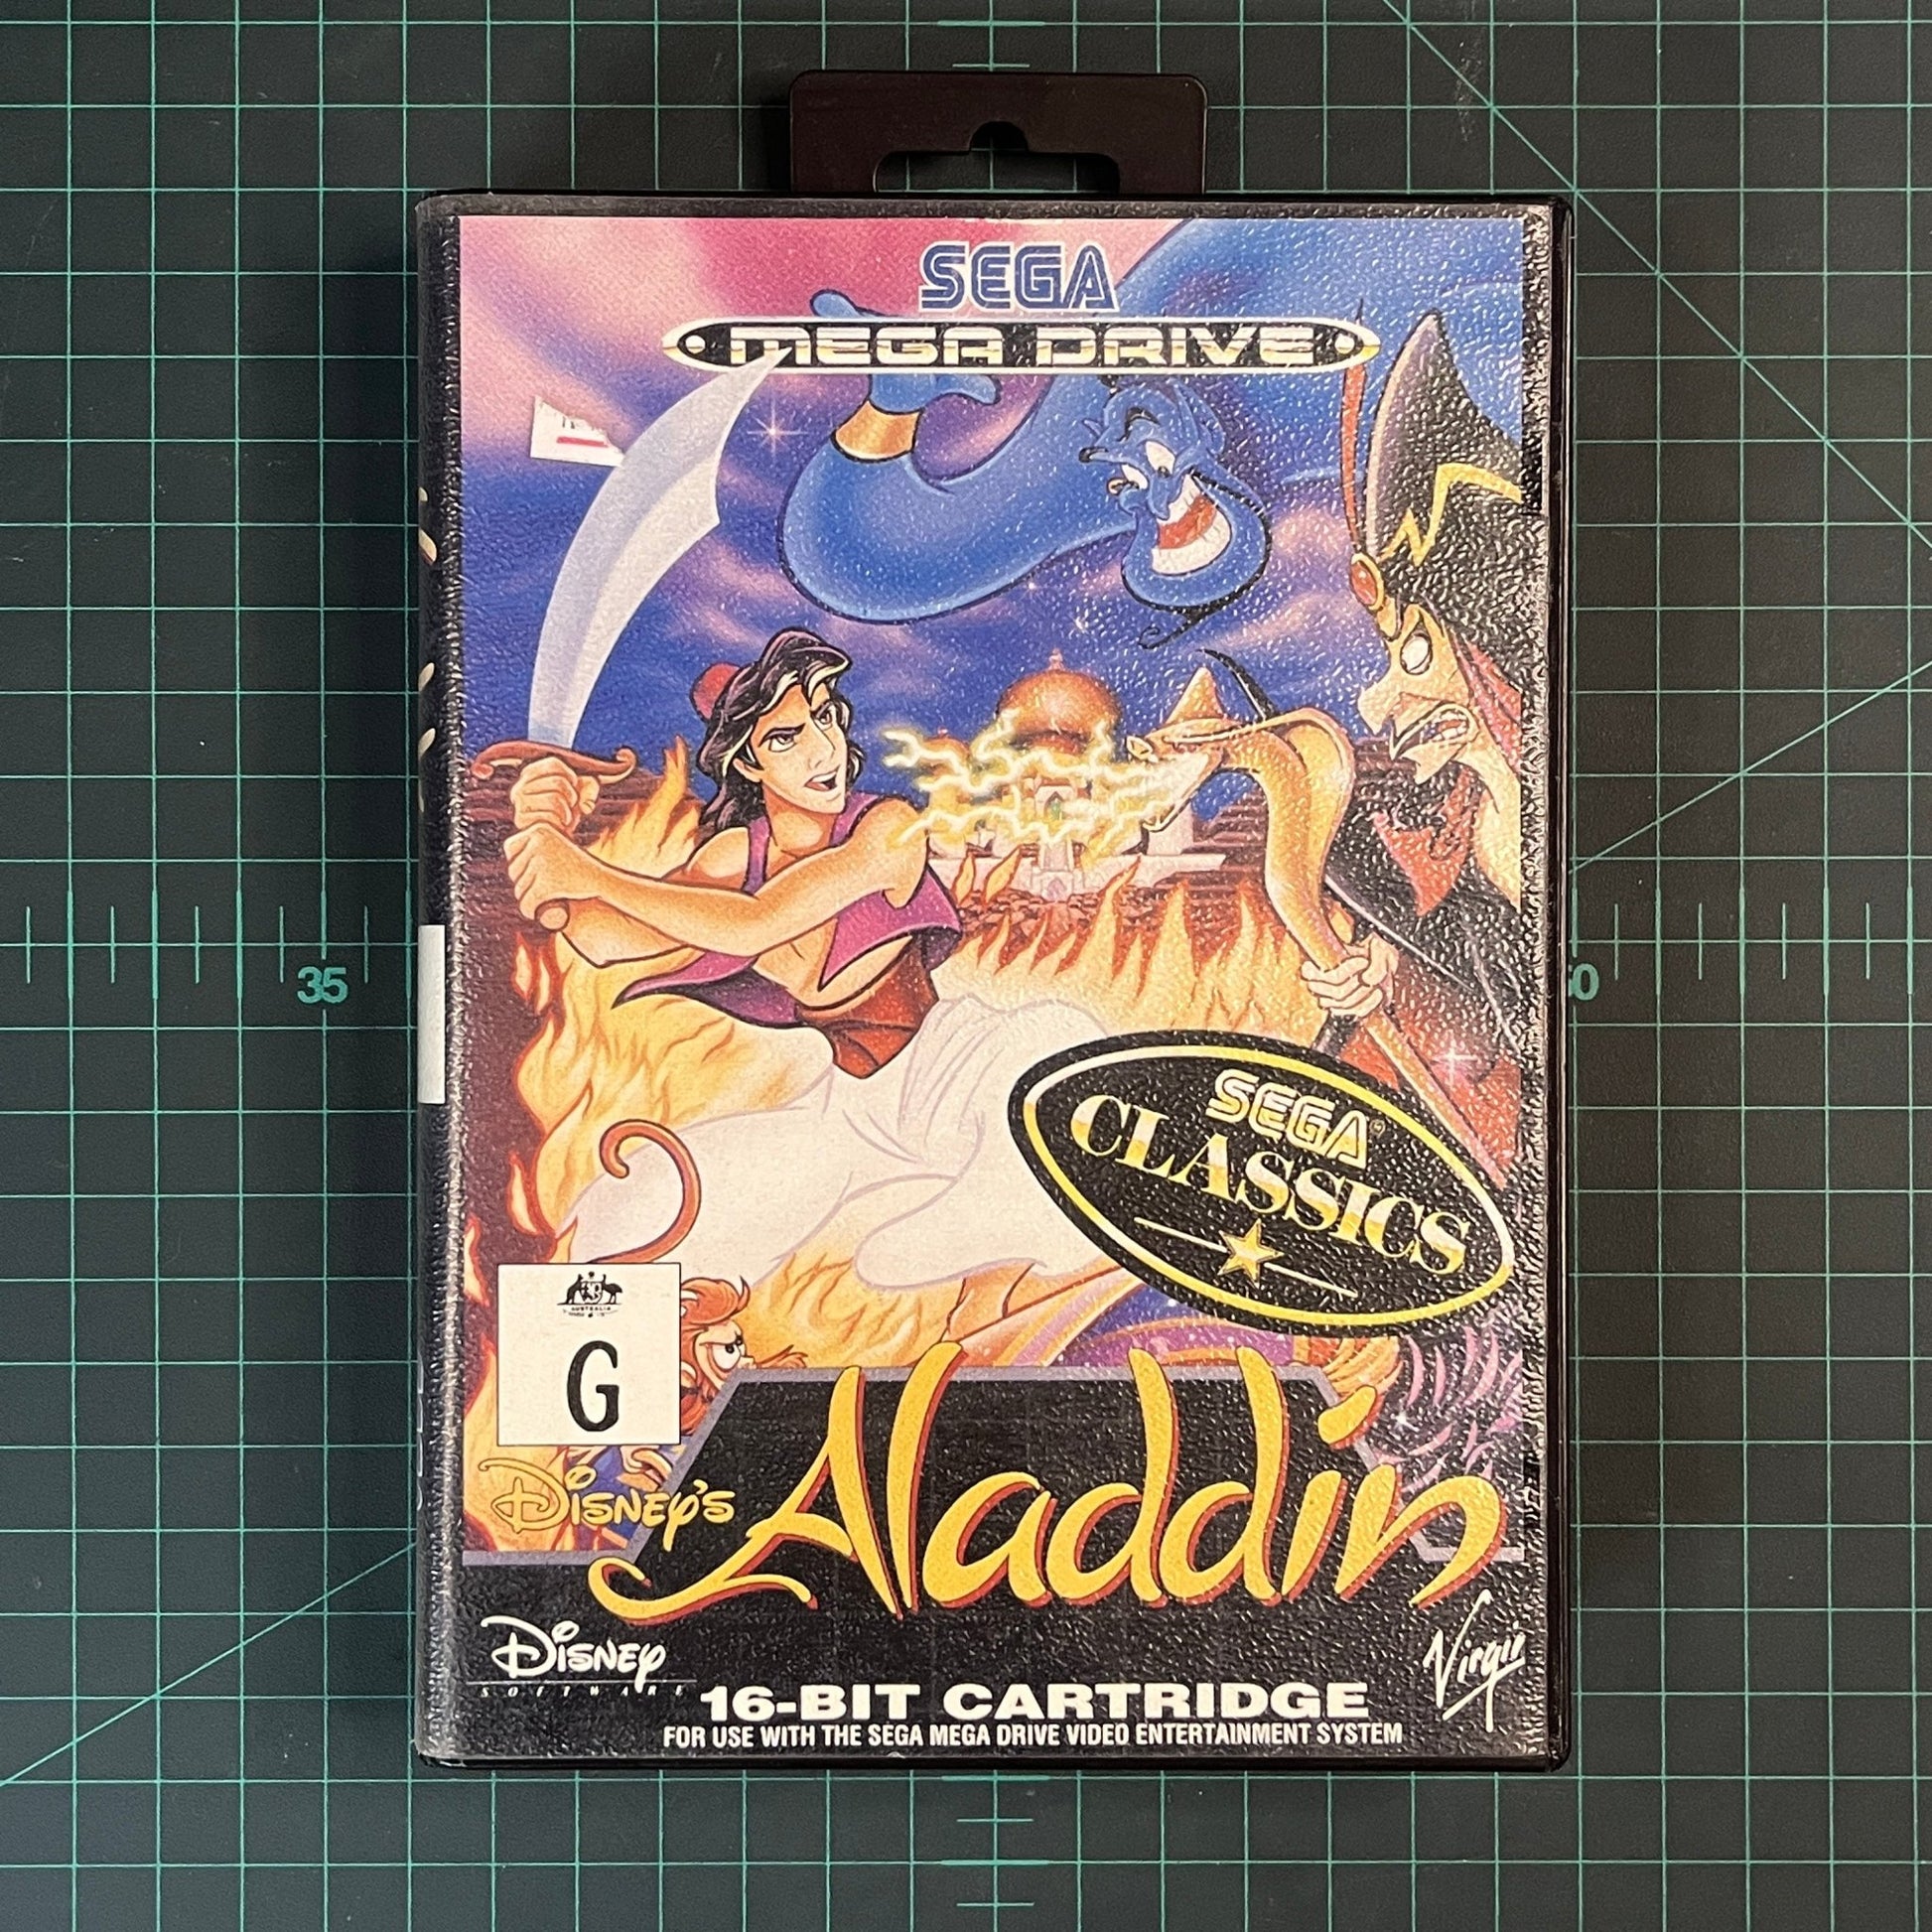 SEGA
MEGA DRIVE
35
SEGA®
CLASSICS
AUSTRALIA
G
DISNEY'S
Aladdin
DISNEY
SOFTWARE
Virgin
16-BIT CARTRIDGE
FOR USE WITH THE SEGA MEGA DRIVE VIDEO ENTERTAINMENT SYSTEM